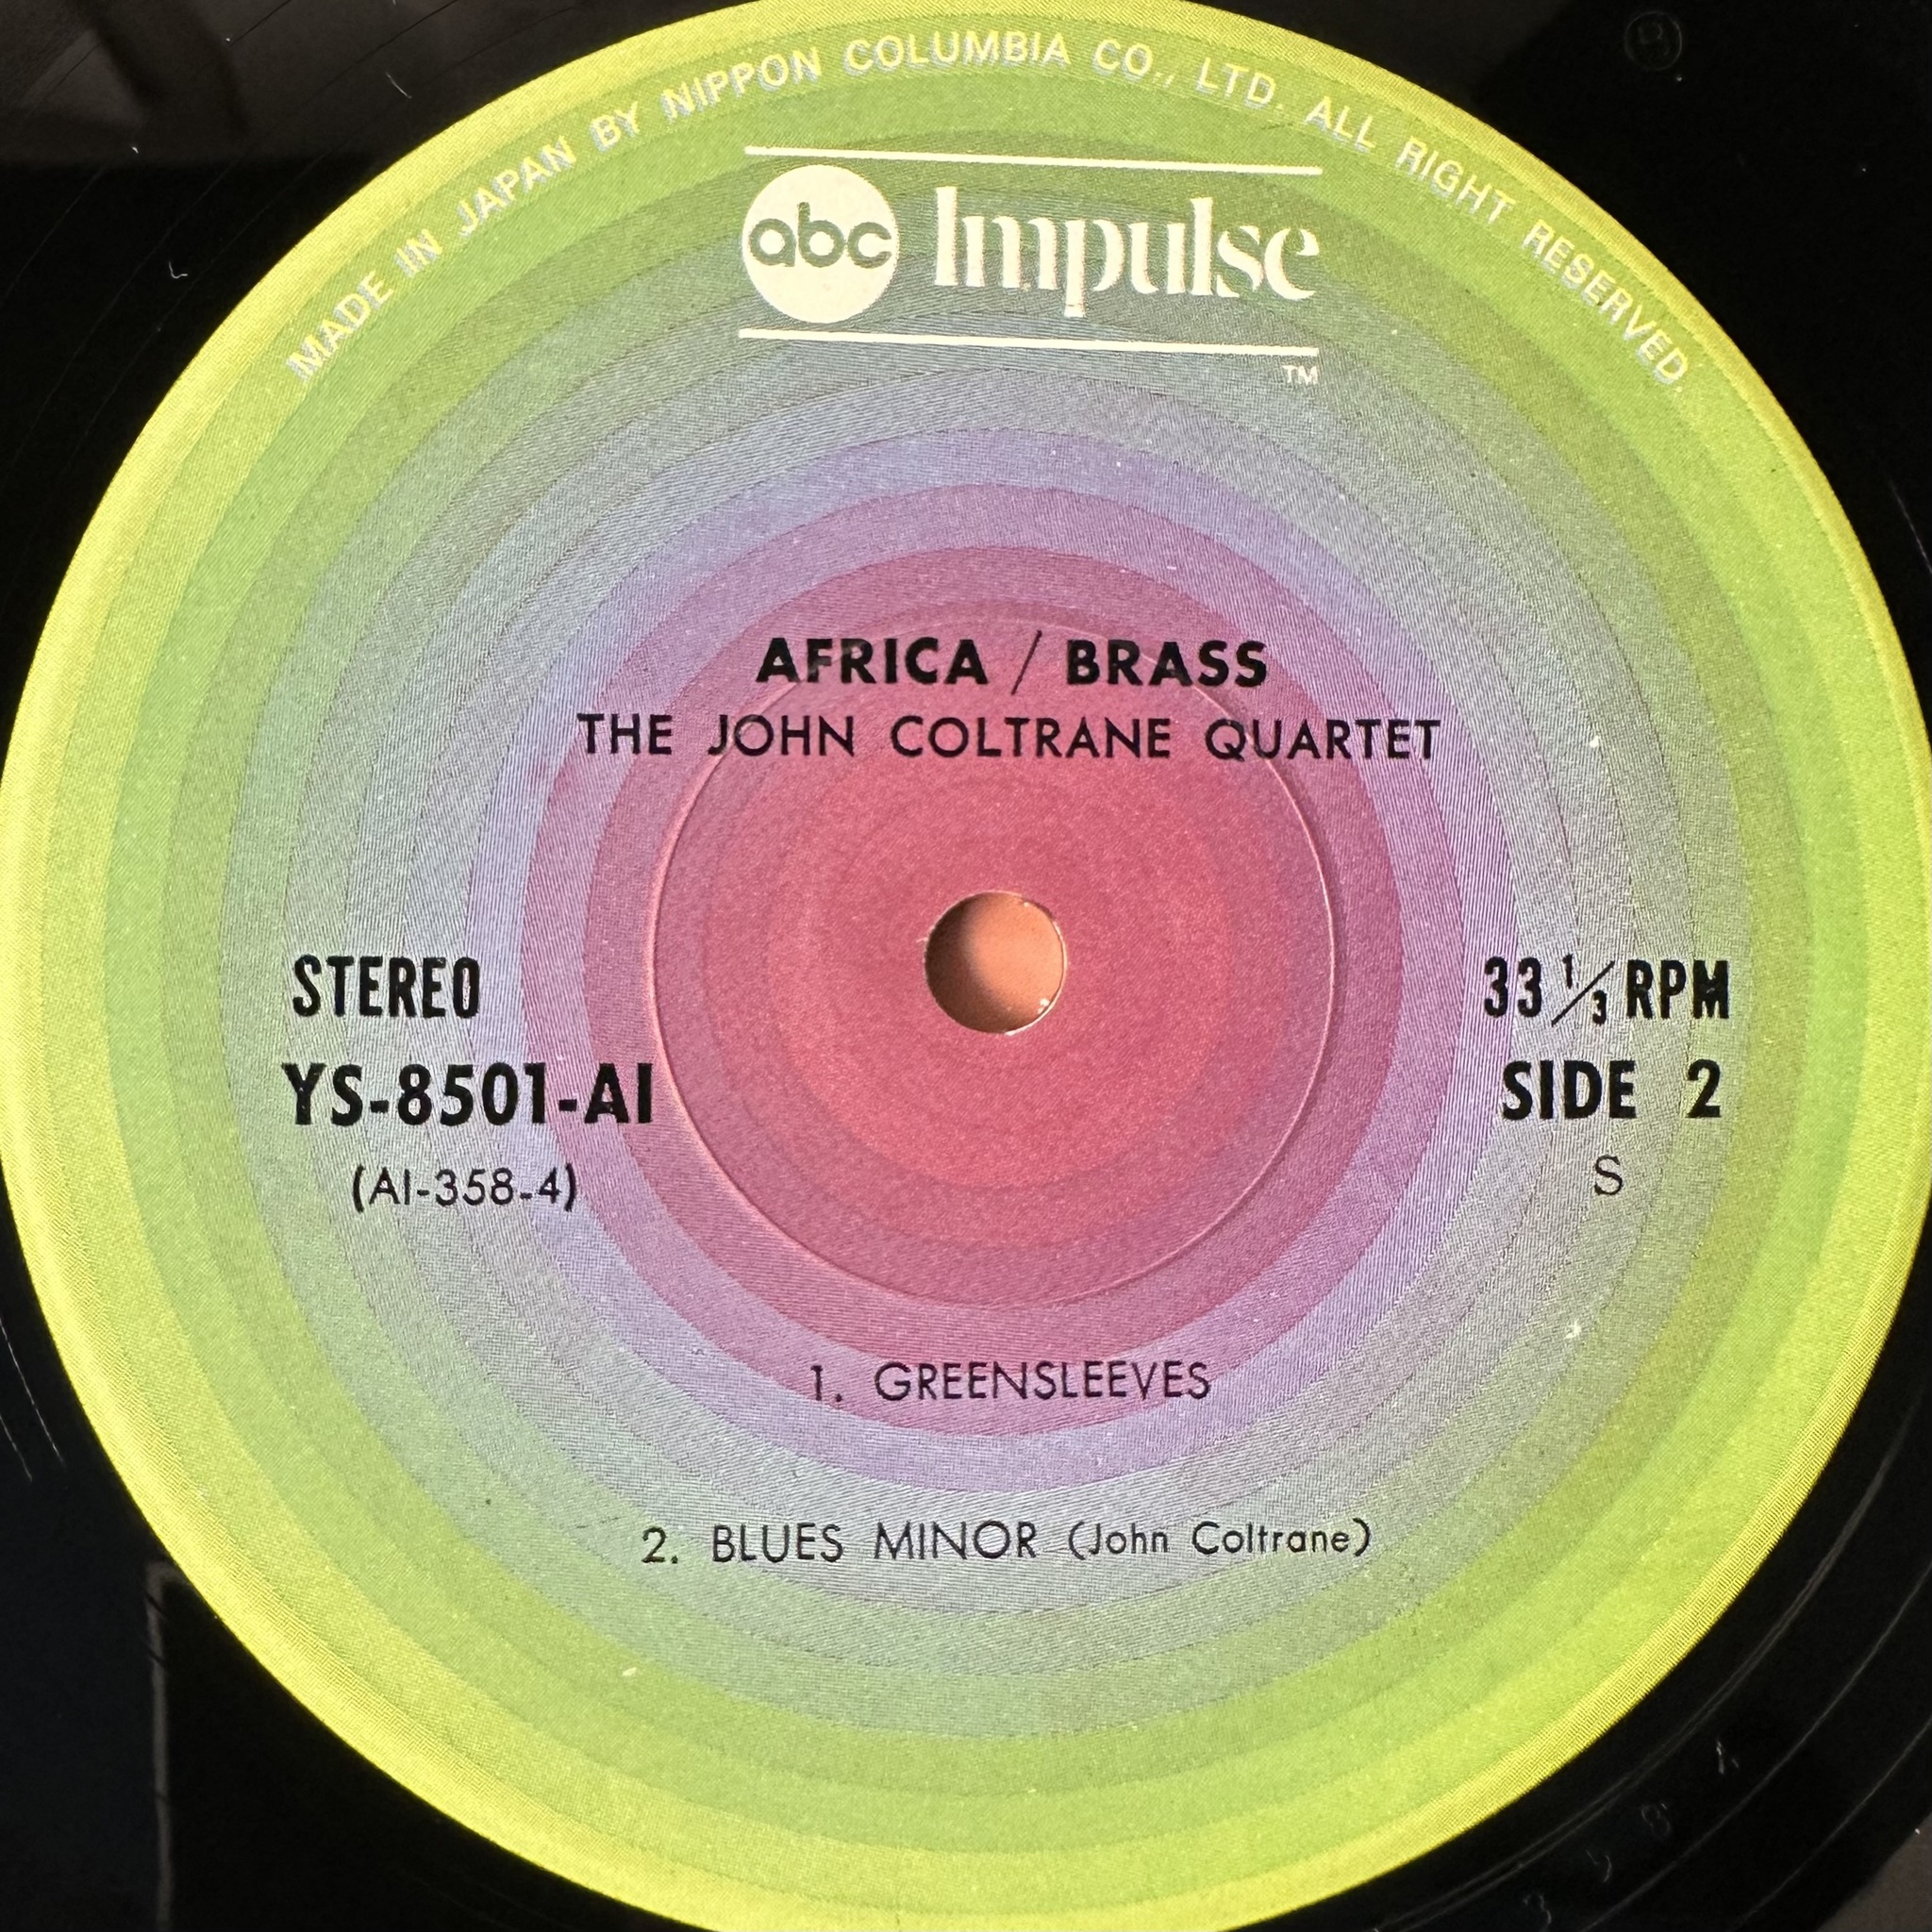 MADE IN JAPAN BY NIPPON COLUMBIA CO., LTD. ALL RIGHT RESERVED.
abc Impulse
TM
AFRICA / BRASS
THE JOHN COLTRANE QUARTET
STEREO
33 1/3 RPM
YS-8501-AI
SIDE 2
(AI-358-4)
S
1. GREENSLEEVES
2. BLUES MINOR (John Coltrane)